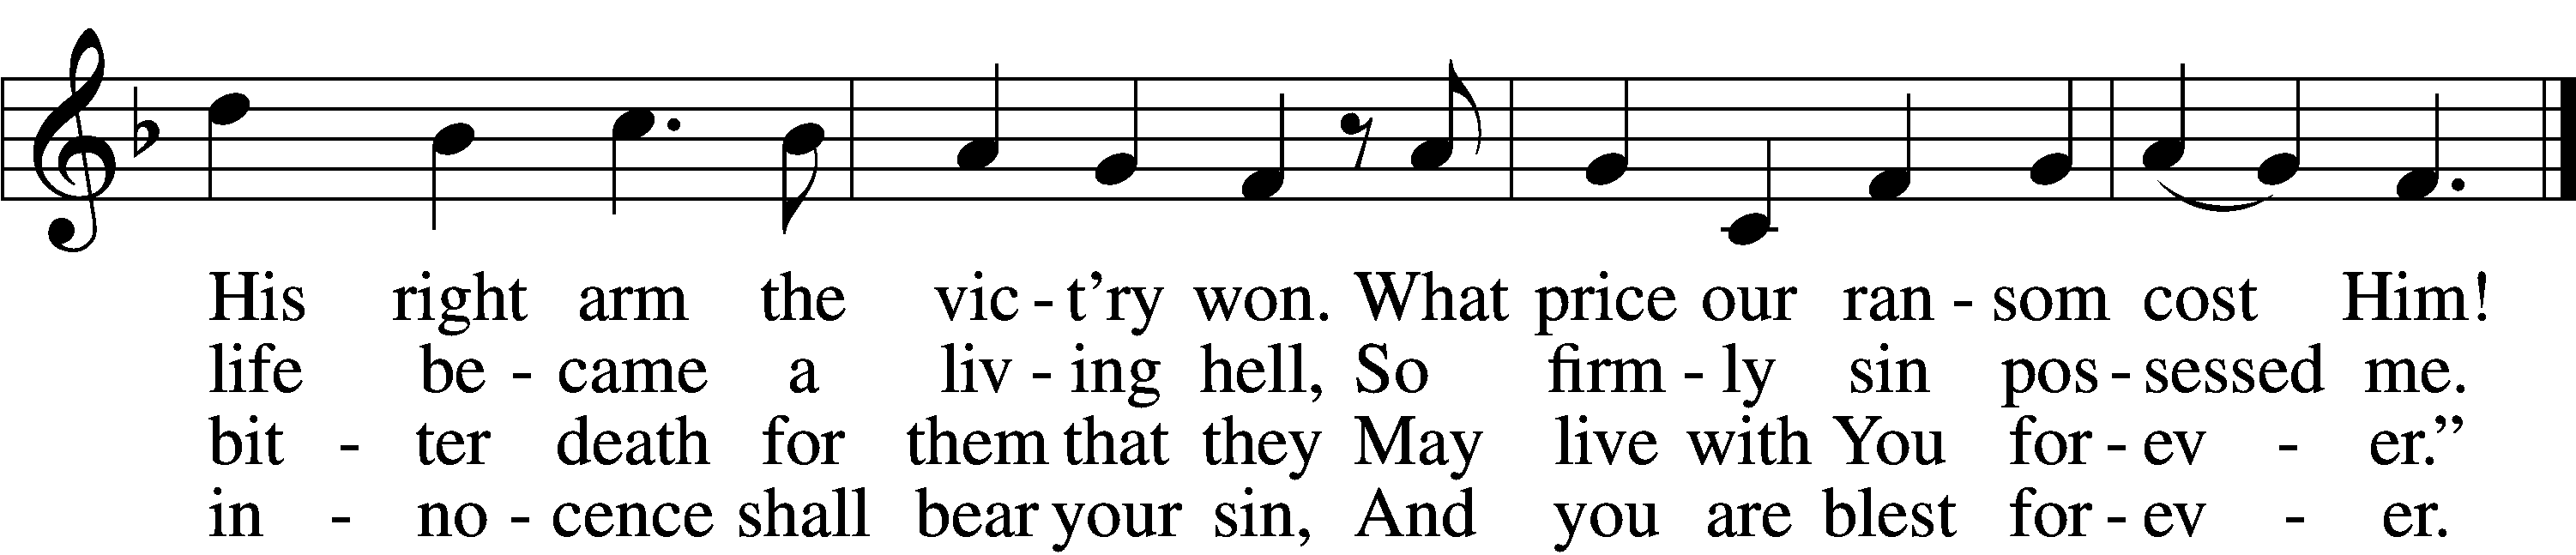 His right arm the vic - t’ry won. What price our ran - som cost Him!
life be - came a liv - ing hell, So firm - ly sin pos - sessed me.
bit - ter death for them that they May live with You for - ev - er.”
in - no - cence shall bear your sin, And you are blest for - ev - er.